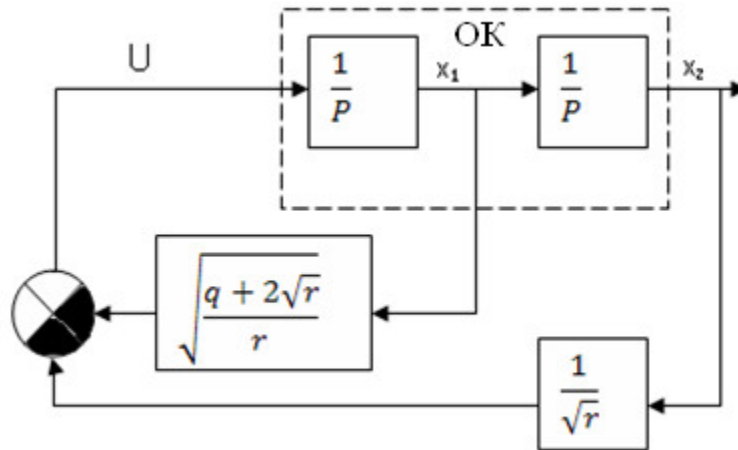 ОК
U
1
P
x₁
1
P
x₂
√((q + 2√r)/r)
1
√r